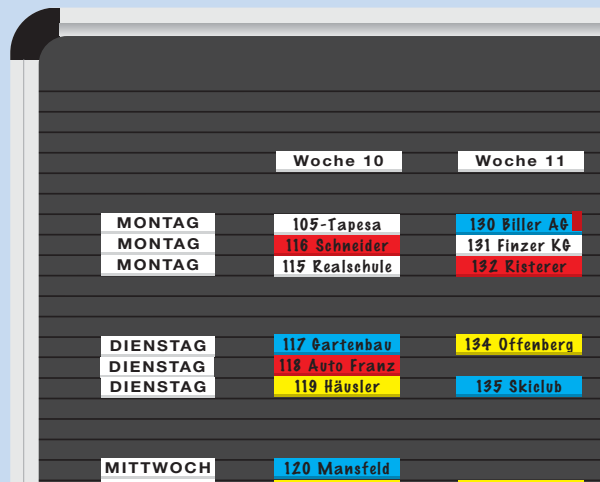 Woche 10 Woche 11
MONTAG 105-Tapesa 130 Biller AG
MONTAG 116 Schneider 131 Finzer KG
MONTAG 115 Realschule 132 Risterer
DIENSTAG 117 Gartenbau 134 Offenberg
DIENSTAG 118 Auto Franz
DIENSTAG 119 Häusler 135 Skiclub
MITTWOCH 120 Mansfeld